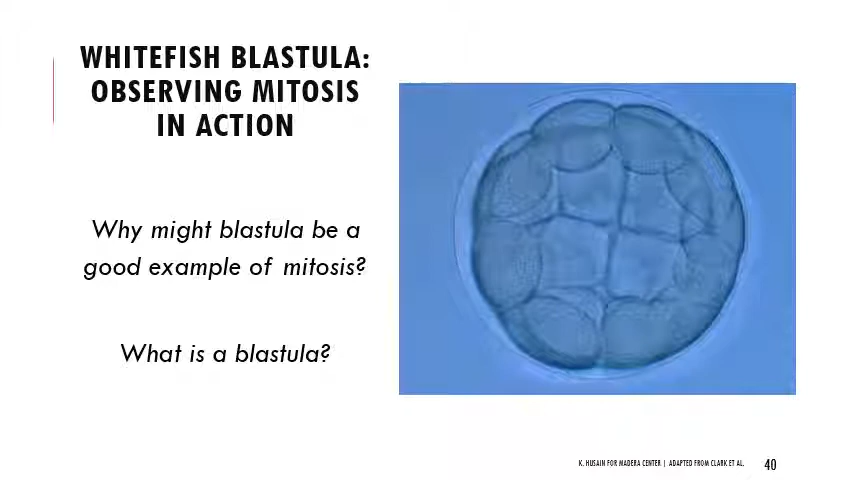 WHITEFISH BLASTULA:
OBSERVING MITOSIS
IN ACTION
Why might blastula be a
good example of mitosis?
What is a blastula?
K. HUSAIN FOR MADERA CENTER | ADAPTED FROM CLARK ET AL.
40